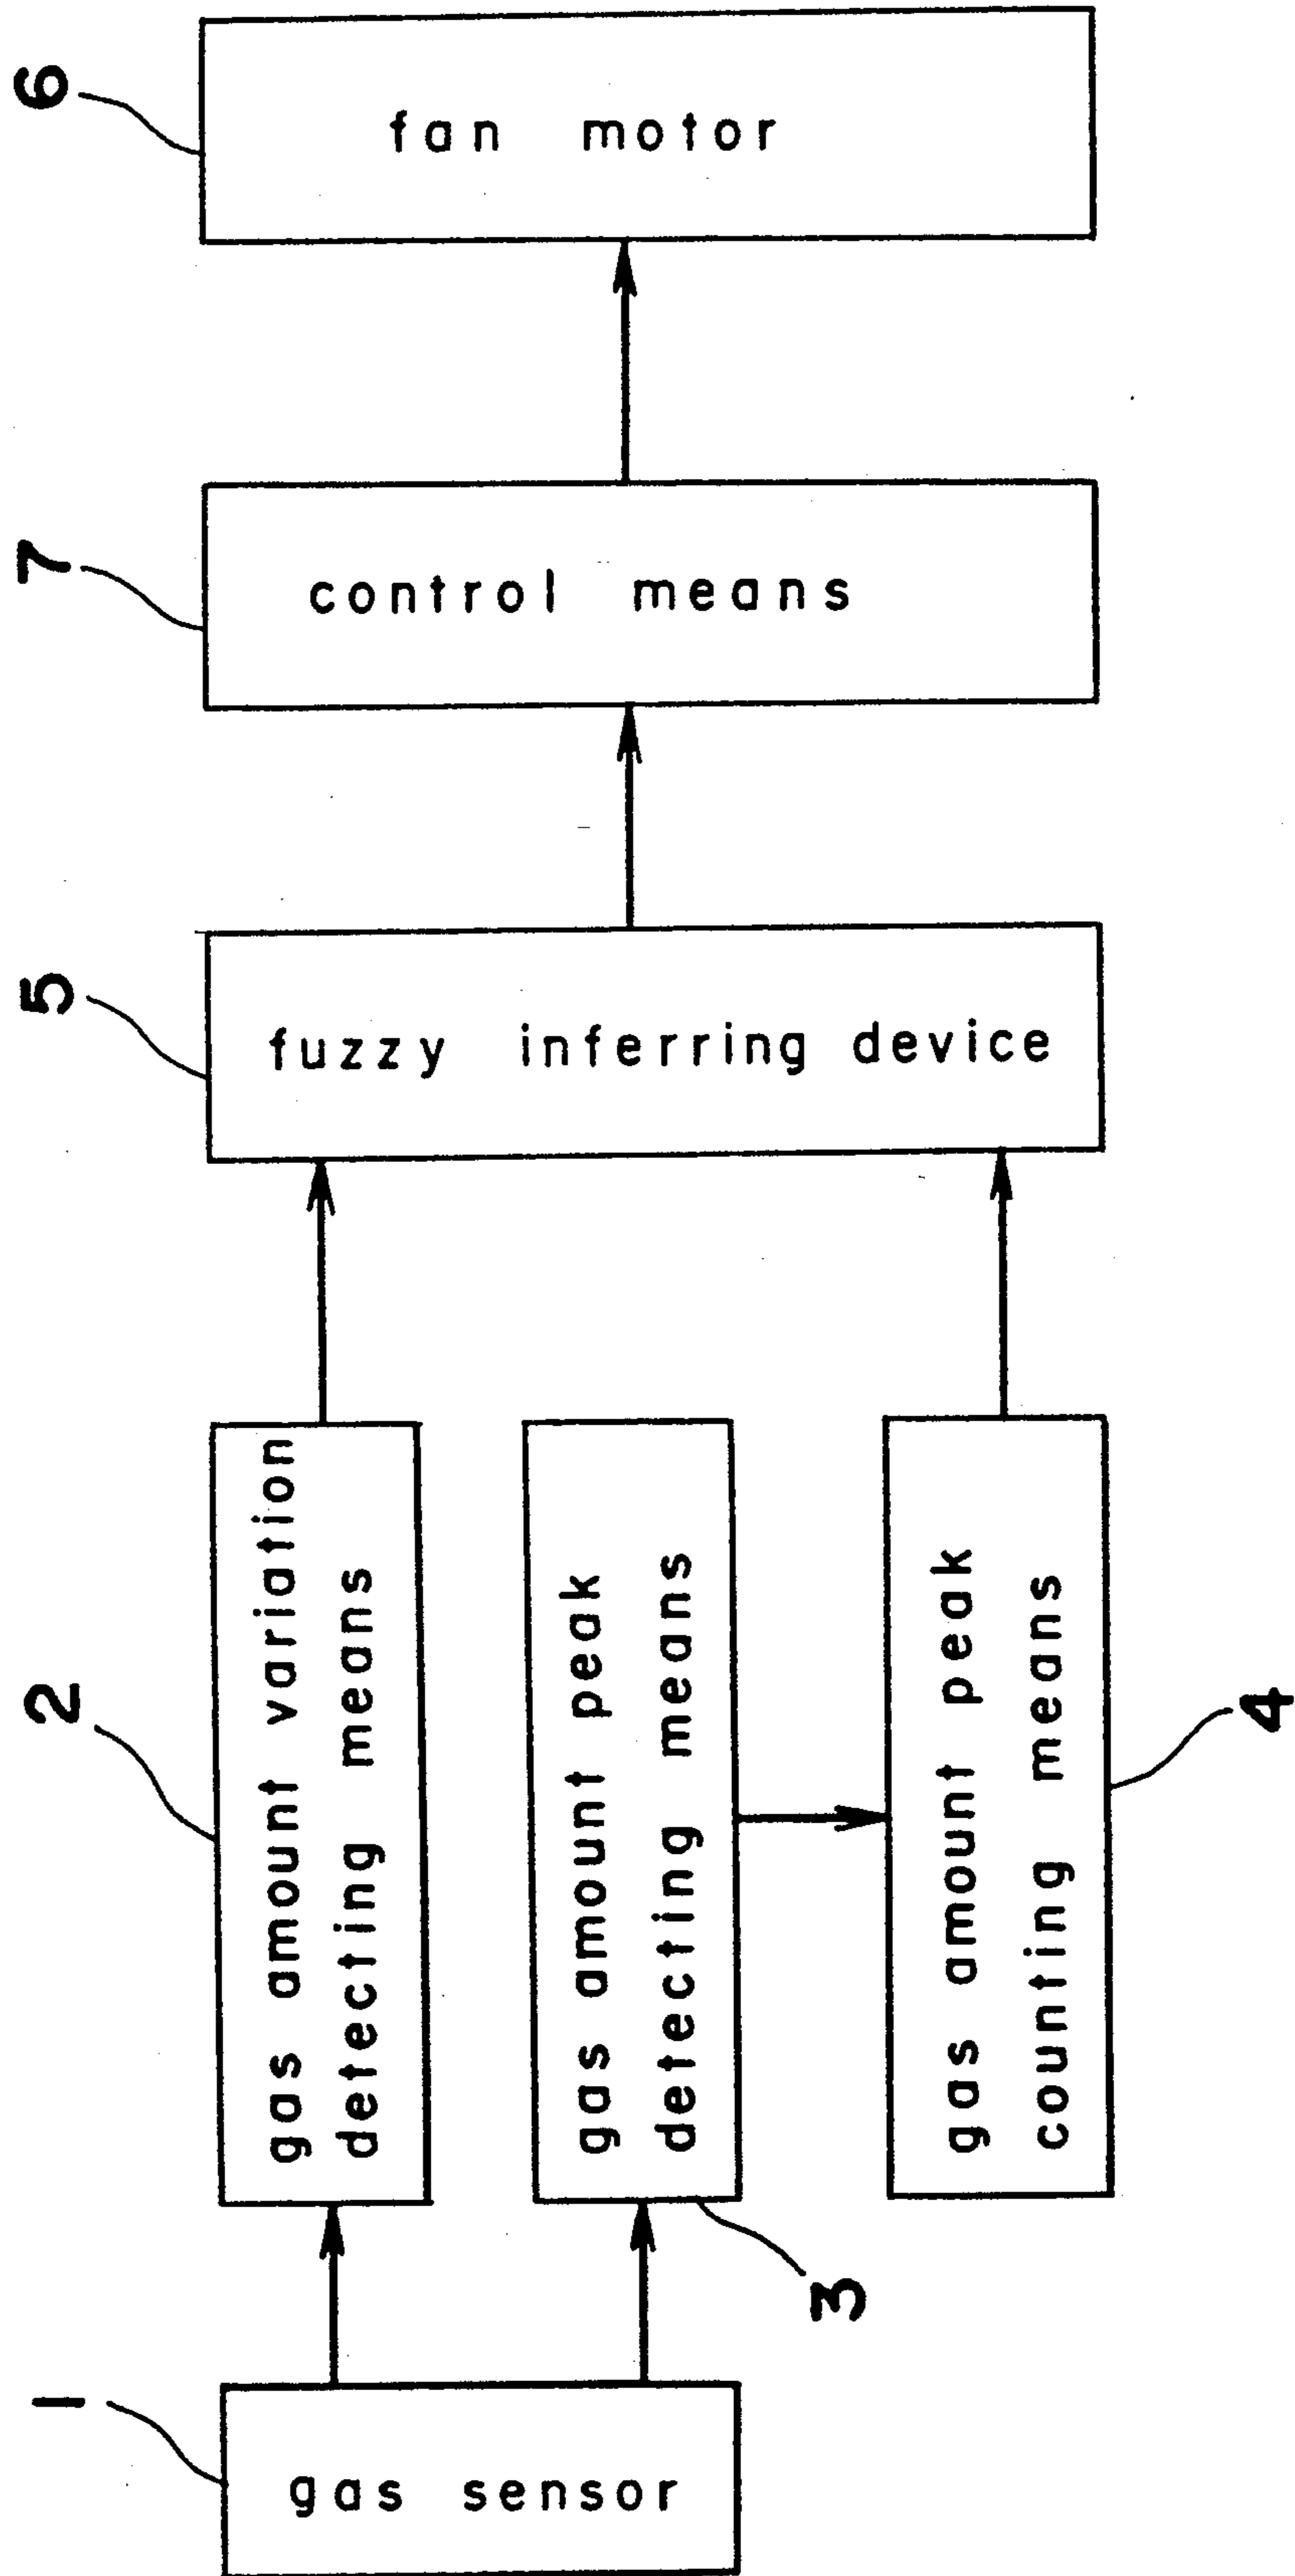 6
fan motor
7
control means
5
fuzzy inferring device
2
gas amount variation
detecting means
gas amount peak
detecting means
3
gas amount peak
counting means
4
1
gas sensor